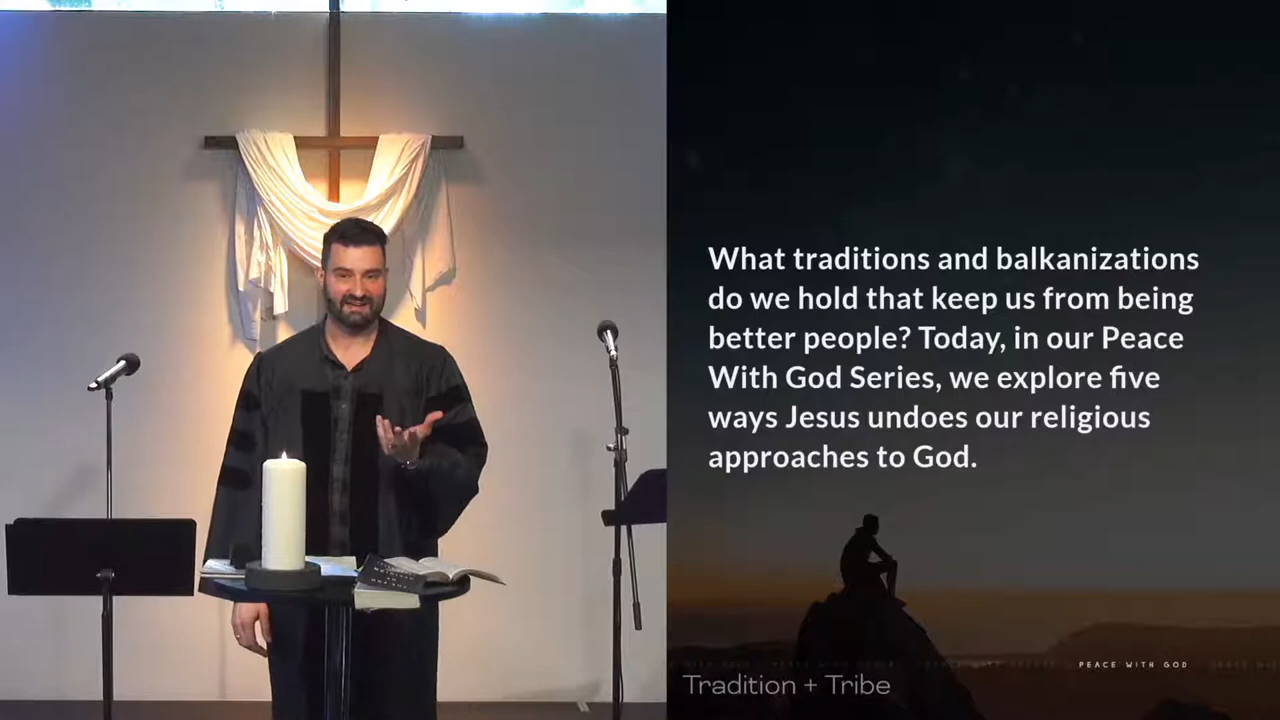 What traditions and balkanizations
do we hold that keep us from being
better people? Today, in our Peace
With God Series, we explore five
ways Jesus undoes our religious
approaches to God.
PEACE WITH GOD
Tradition + Tribe